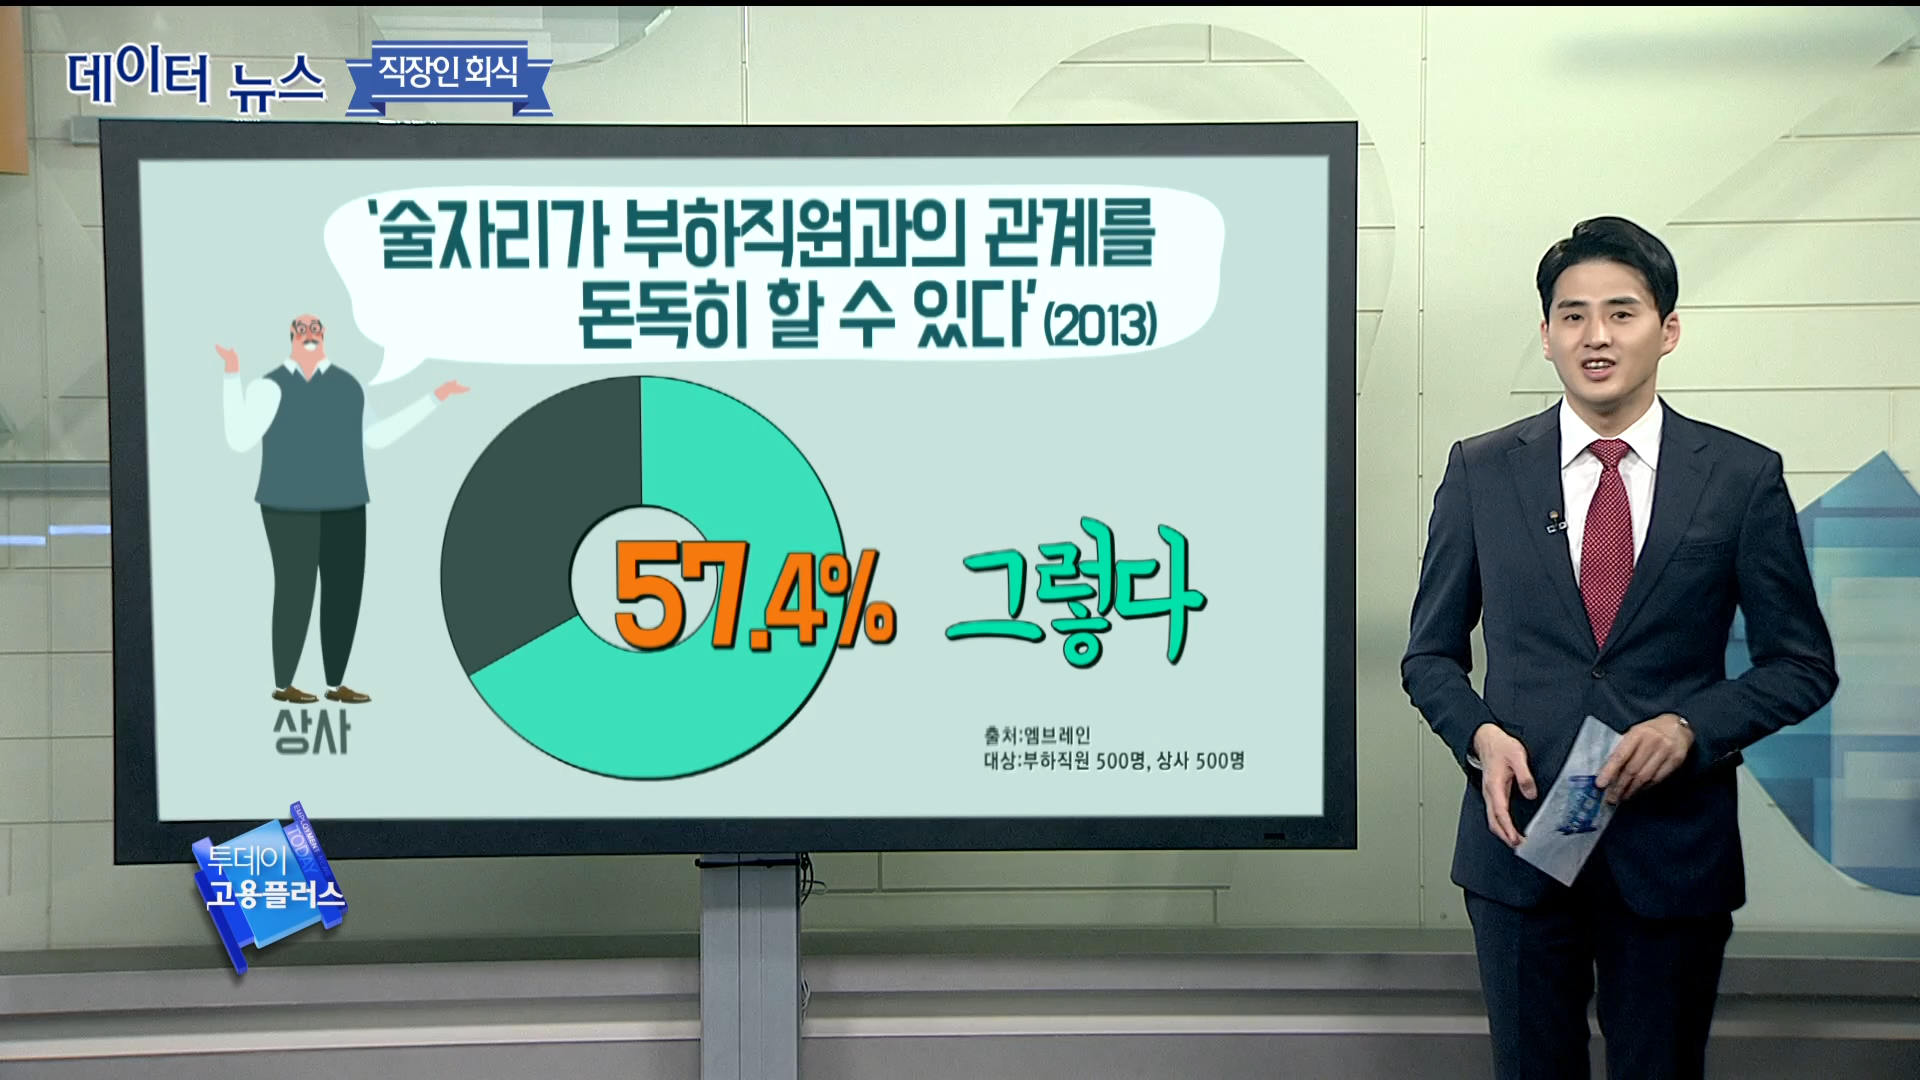 데이터 뉴스
직장인 회식
'술자리가 부하직원과의 관계를
돈독히 할 수 있다' (2013)
57.4% 그렇다
상사
출처:엠브레인
대상:부하직원 500명, 상사 500명
EMPLOYMENT
TODAY
투데이
고용플러스